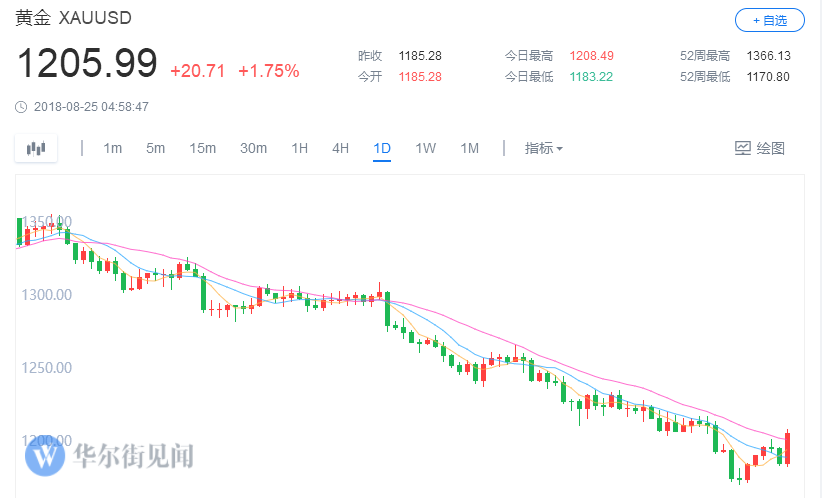 黄金 XAUUSD
+ 自选
1205.99 +20.71 +1.75%
昨收 1185.28 今日最高 1208.49 52周最高 1366.13
今开 1185.28 今日最低 1183.22 52周最低 1170.80
2018-08-25 04:58:47
1m 5m 15m 30m 1H 4H 1D 1W 1M 指标 绘图
1350.00
1300.00
1250.00
1200.00
W 华尔街见闻